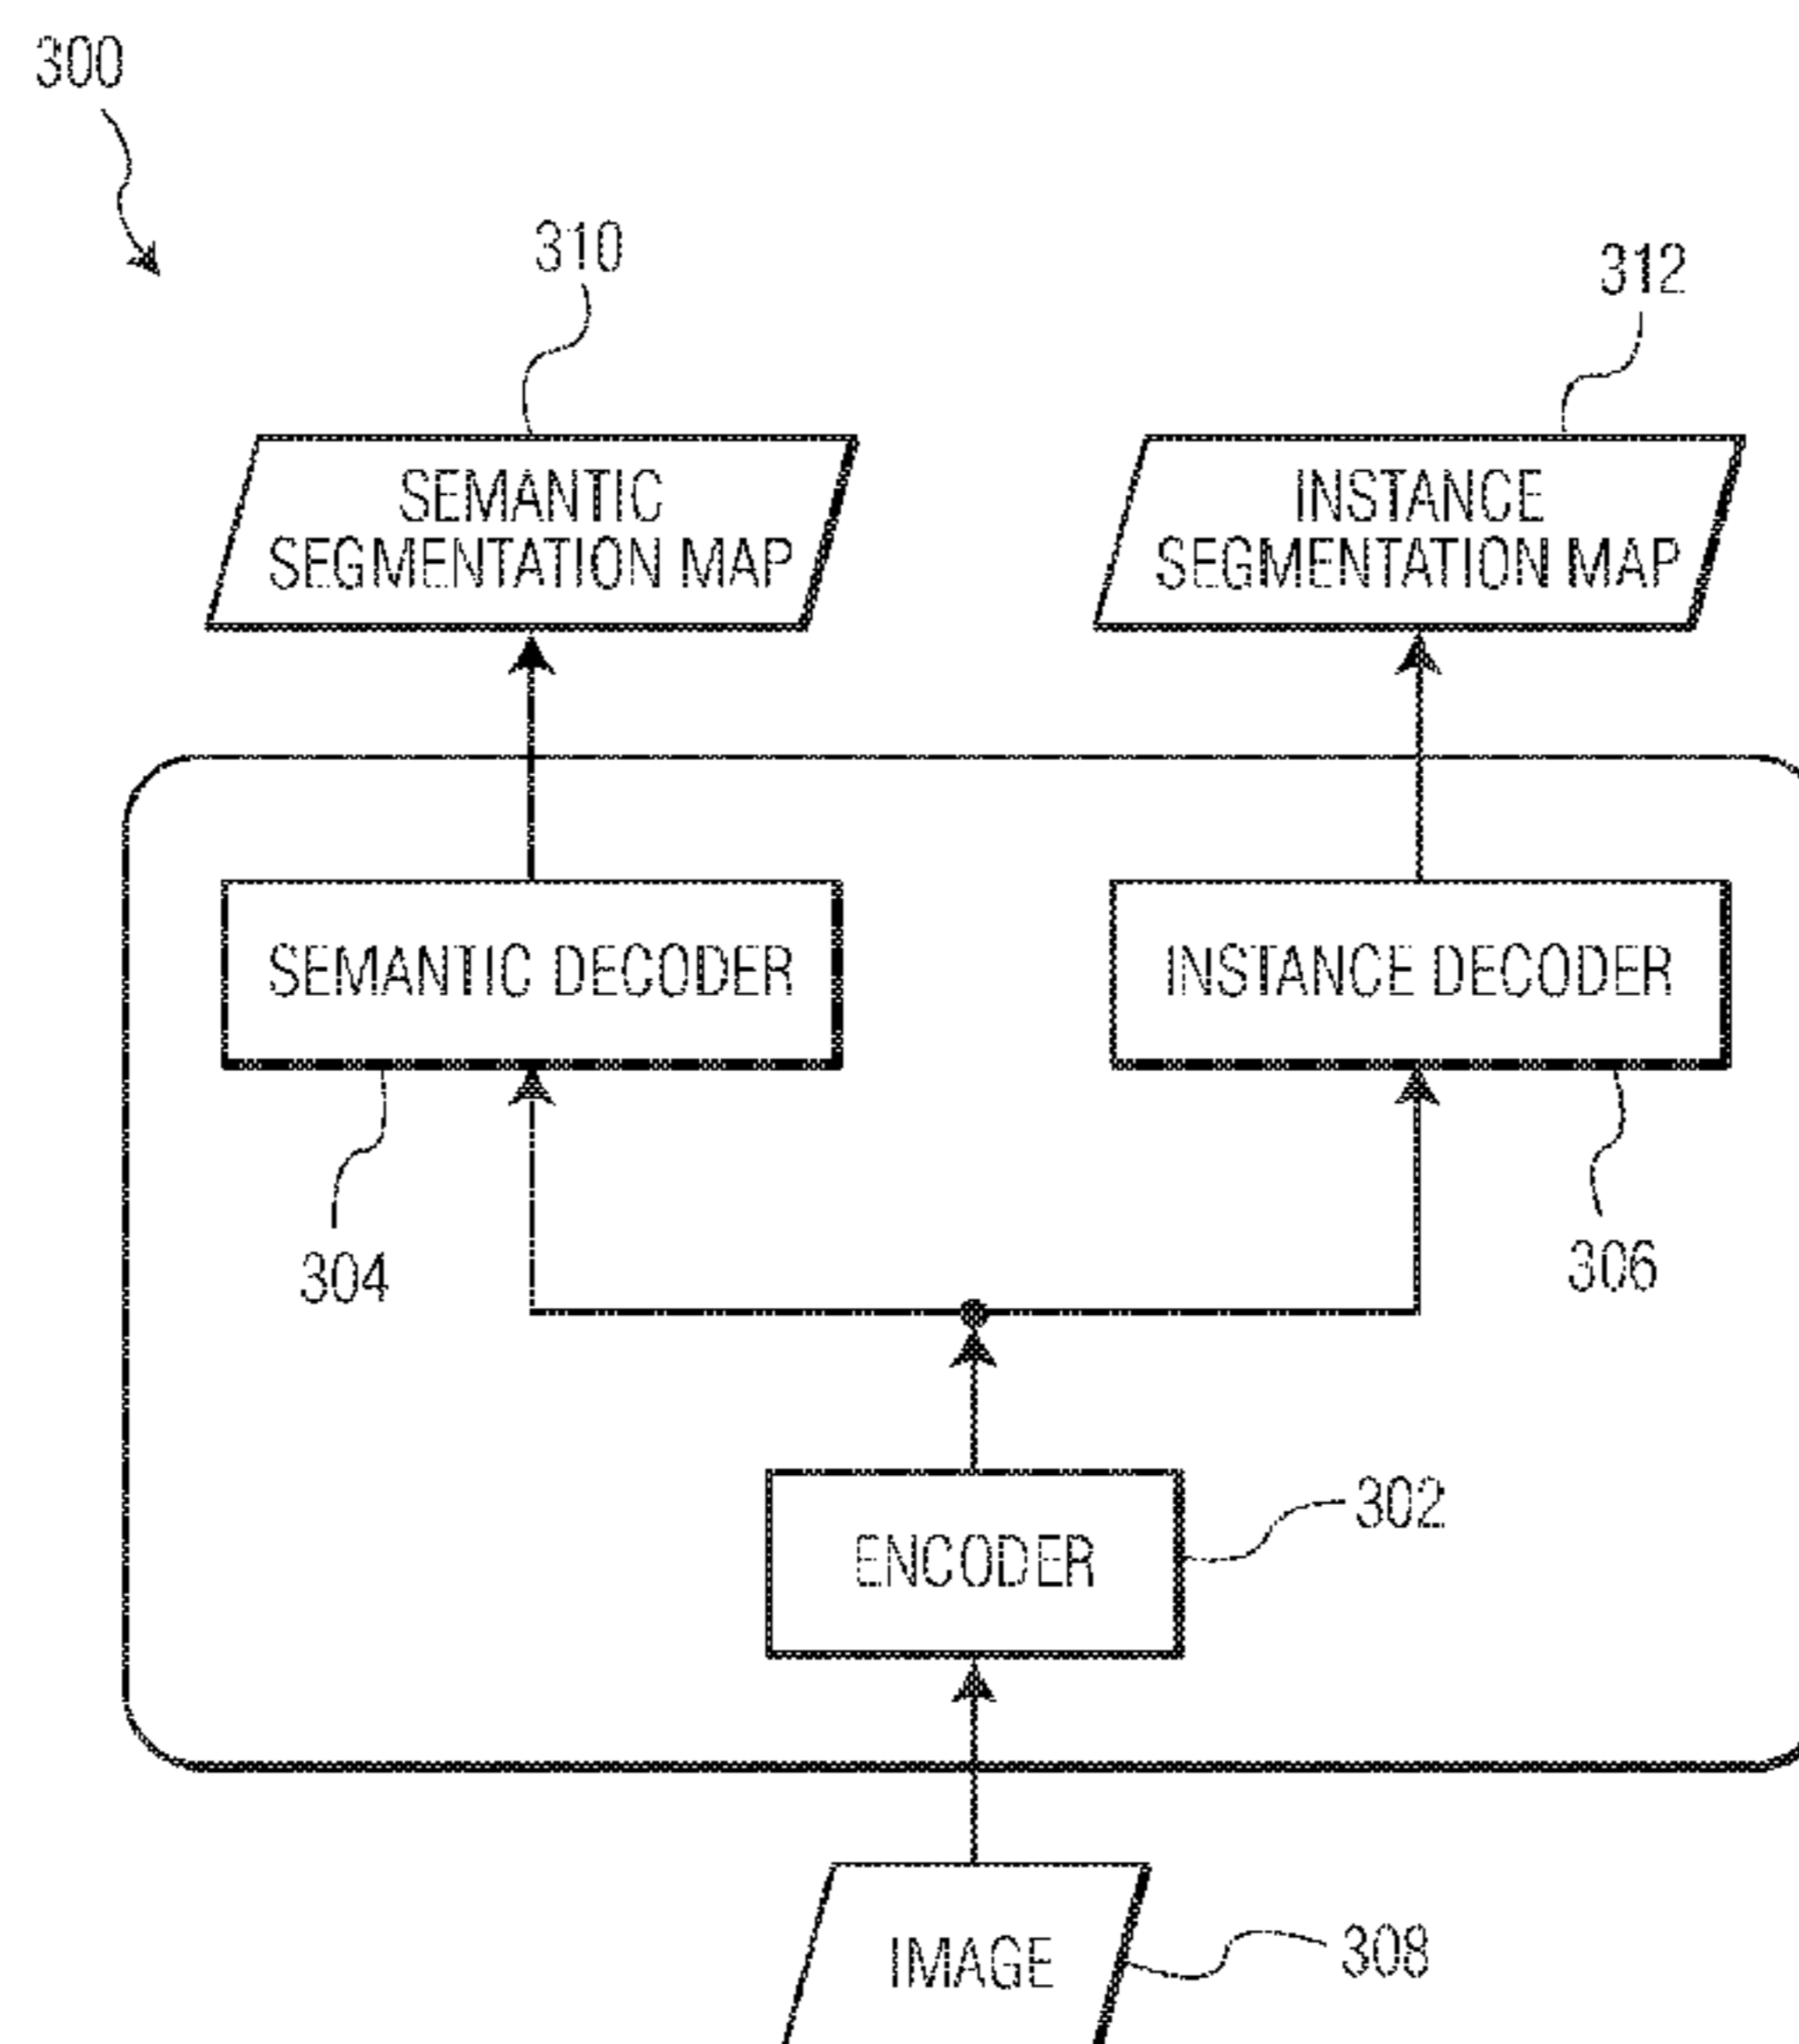 300
310
312
SEMANTIC
SEGMENTATION MAP
INSTANCE
SEGMENTATION MAP
SEMANTIC DECODER
INSTANCE DECODER
304
306
302
ENCODER
IMAGE
308